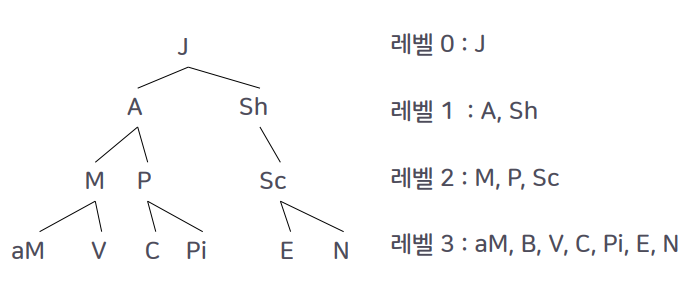 J
레벨 0 : J
A Sh
레벨 1 : A, Sh
M P Sc
레벨 2 : M, P, Sc
aM V C Pi E N
레벨 3 : aM, B, V, C, Pi, E, N